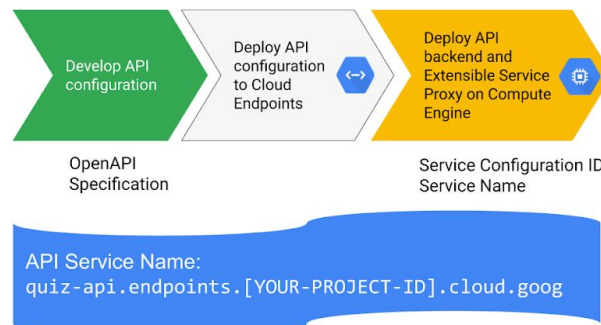 Develop API
configuration
Deploy API
configuration
to Cloud
Endpoints
Deploy API
backend and
Extensible Service
Proxy on Compute
Engine
OpenAPI
Specification
Service Configuration ID
Service Name
API Service Name:
quiz-api.endpoints.[YOUR-PROJECT-ID].cloud.goog